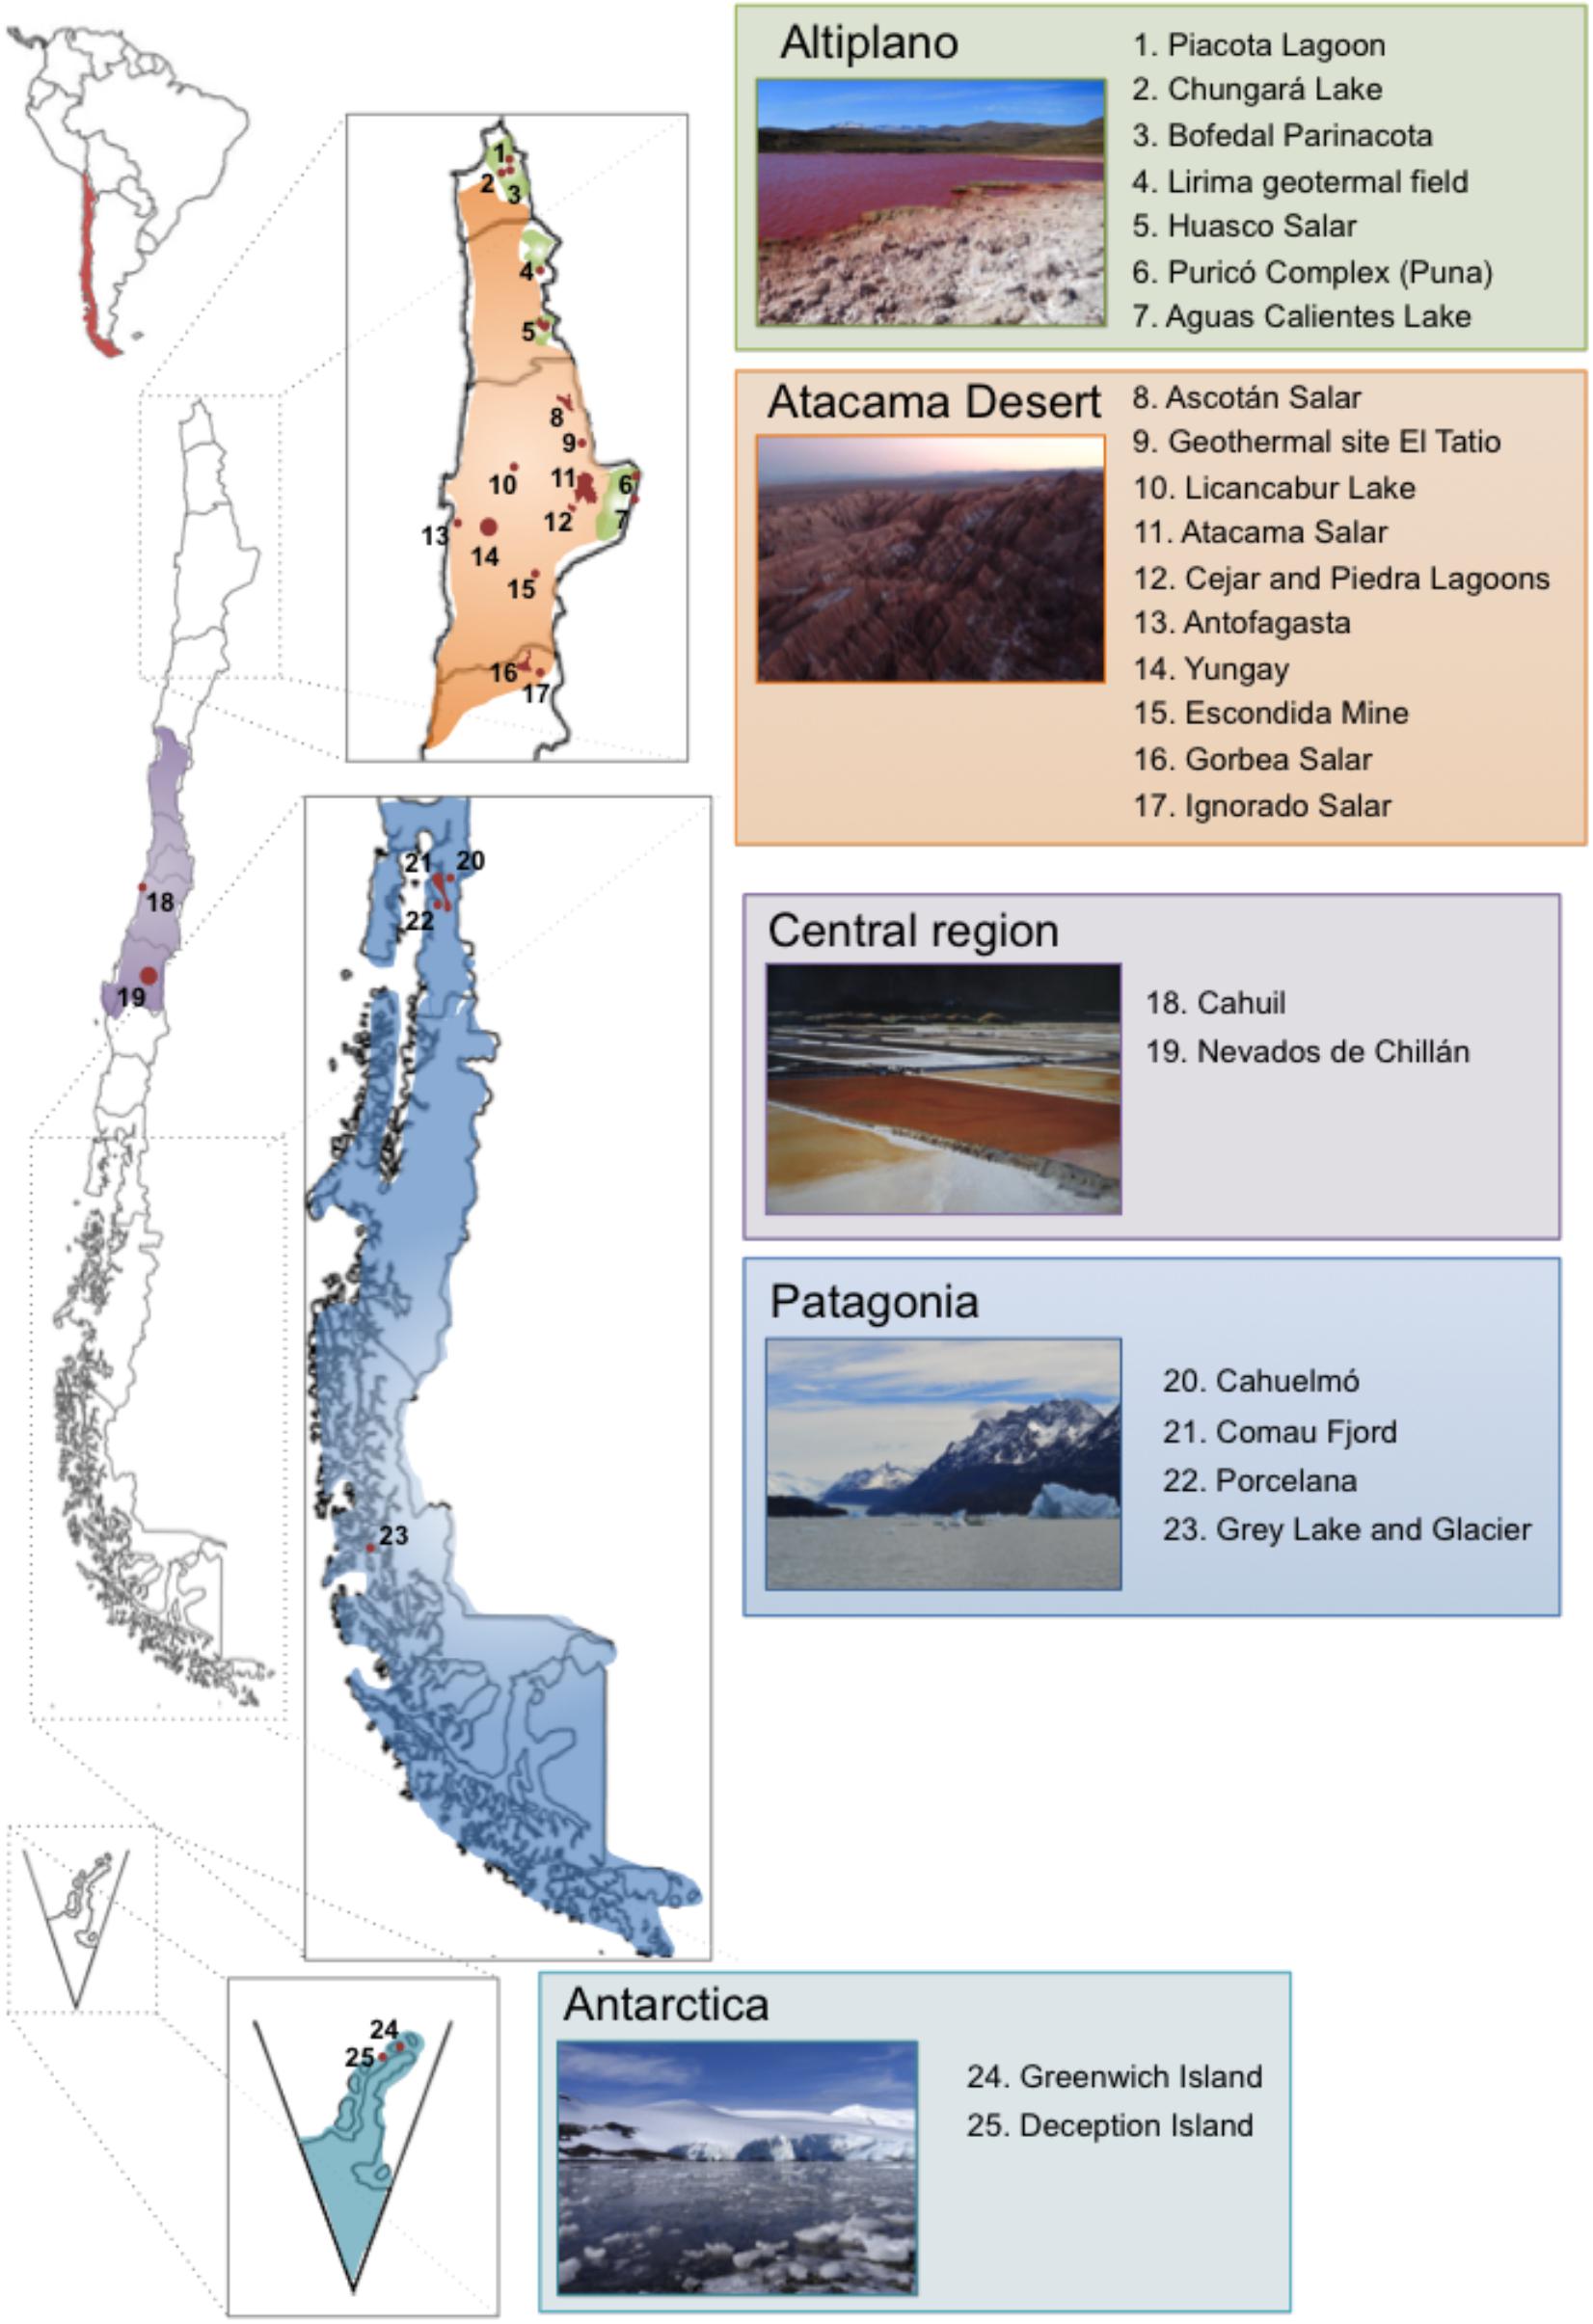 Altiplano
1. Piacota Lagoon
2. Chungará Lake
3. Bofedal Parinacota
4. Lirima geotermal field
5. Huasco Salar
6. Puricó Complex (Puna)
7. Aguas Calientes Lake
1
2
3
4
5
8
9
10
11
6
12
7
13
14
15
16
17
Atacama Desert
8. Ascotán Salar
9. Geothermal site El Tatio
10. Licancabur Lake
11. Atacama Salar
12. Cejar and Piedra Lagoons
13. Antofagasta
14. Yungay
15. Escondida Mine
16. Gorbea Salar
17. Ignorado Salar
18
19
Central region
18. Cahuil
19. Nevados de Chillán
21
20
22
23
Patagonia
20. Cahuelmó
21. Comau Fjord
22. Porcelana
23. Grey Lake and Glacier
24
25
Antarctica
24. Greenwich Island
25. Deception Island